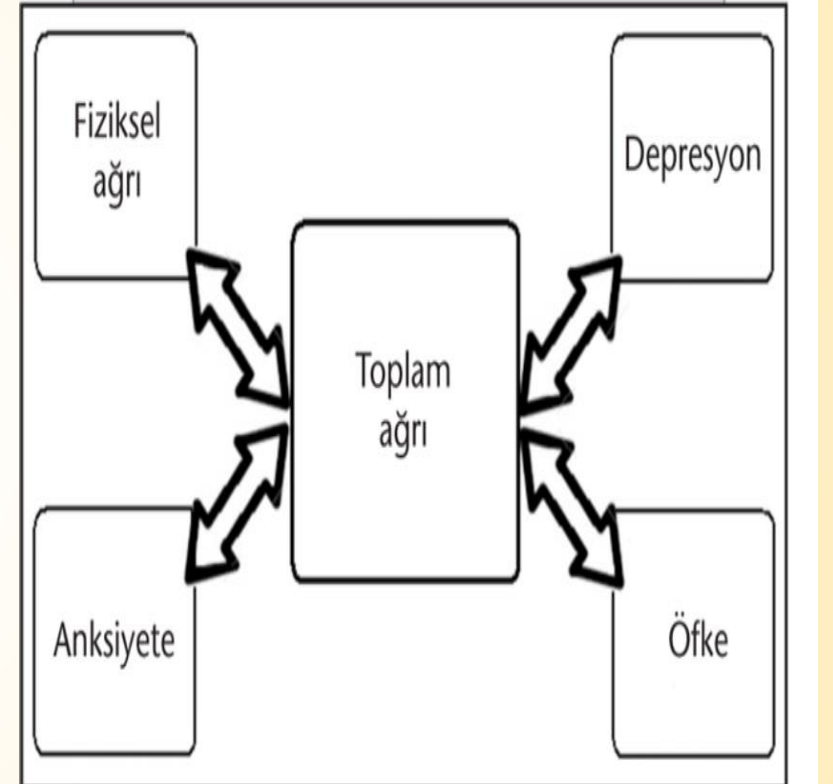 Fiziksel
ağrı
Depresyon
Toplam
ağrı
Anksiyete
Öfke